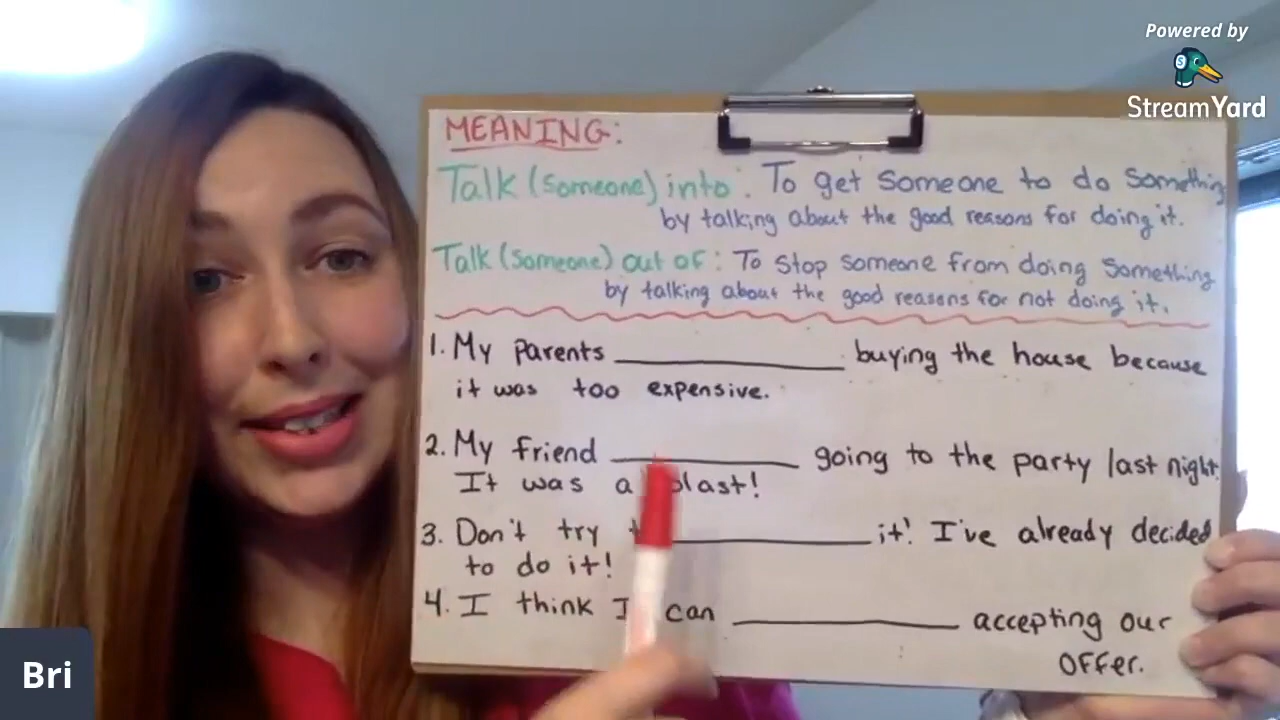 Powered by
StreamYard
MEANING:
Talk (someone) into: To get someone to do something
by talking about the good reasons for doing it.
Talk (someone) out of: To stop someone from doing something
by talking about the good reasons for not doing it.
1. My parents ____________ buying the house because
it was too expensive.
2. My friend ____________ going to the party last night.
It was a blast!
3. Don't try ____________ it! I've already decided
to do it!
4. I think I can ____________ accepting our
offer.
Bri